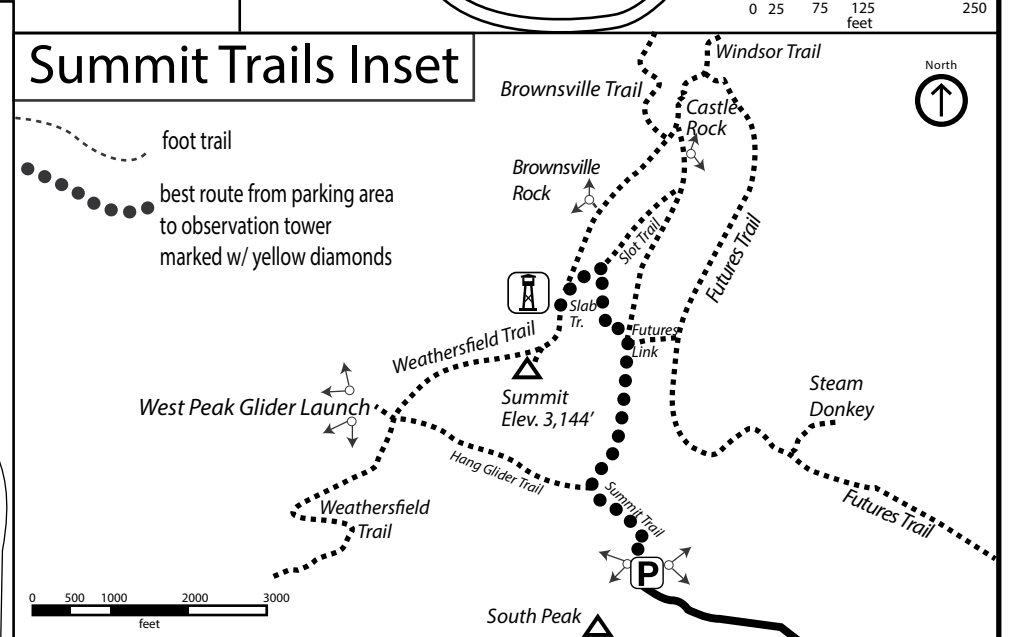 0 25 75 125 250
feet
Summit Trails Inset
Windsor Trail
North
Brownsville Trail
Castle
Rock
foot trail
Brownsville
Rock
best route from parking area
to observation tower
marked w/ yellow diamonds
Slot Trail
Futures Trail
Slab
Tr.
Futures
Link
Weathersfield Trail
Summit
Elev. 3,144’
Steam
Donkey
West Peak Glider Launch
Hang Glider Trail
Summit Trail
Futures Trail
Weathersfield
Trail
P
0 500 1000 2000 3000
feet
South Peak